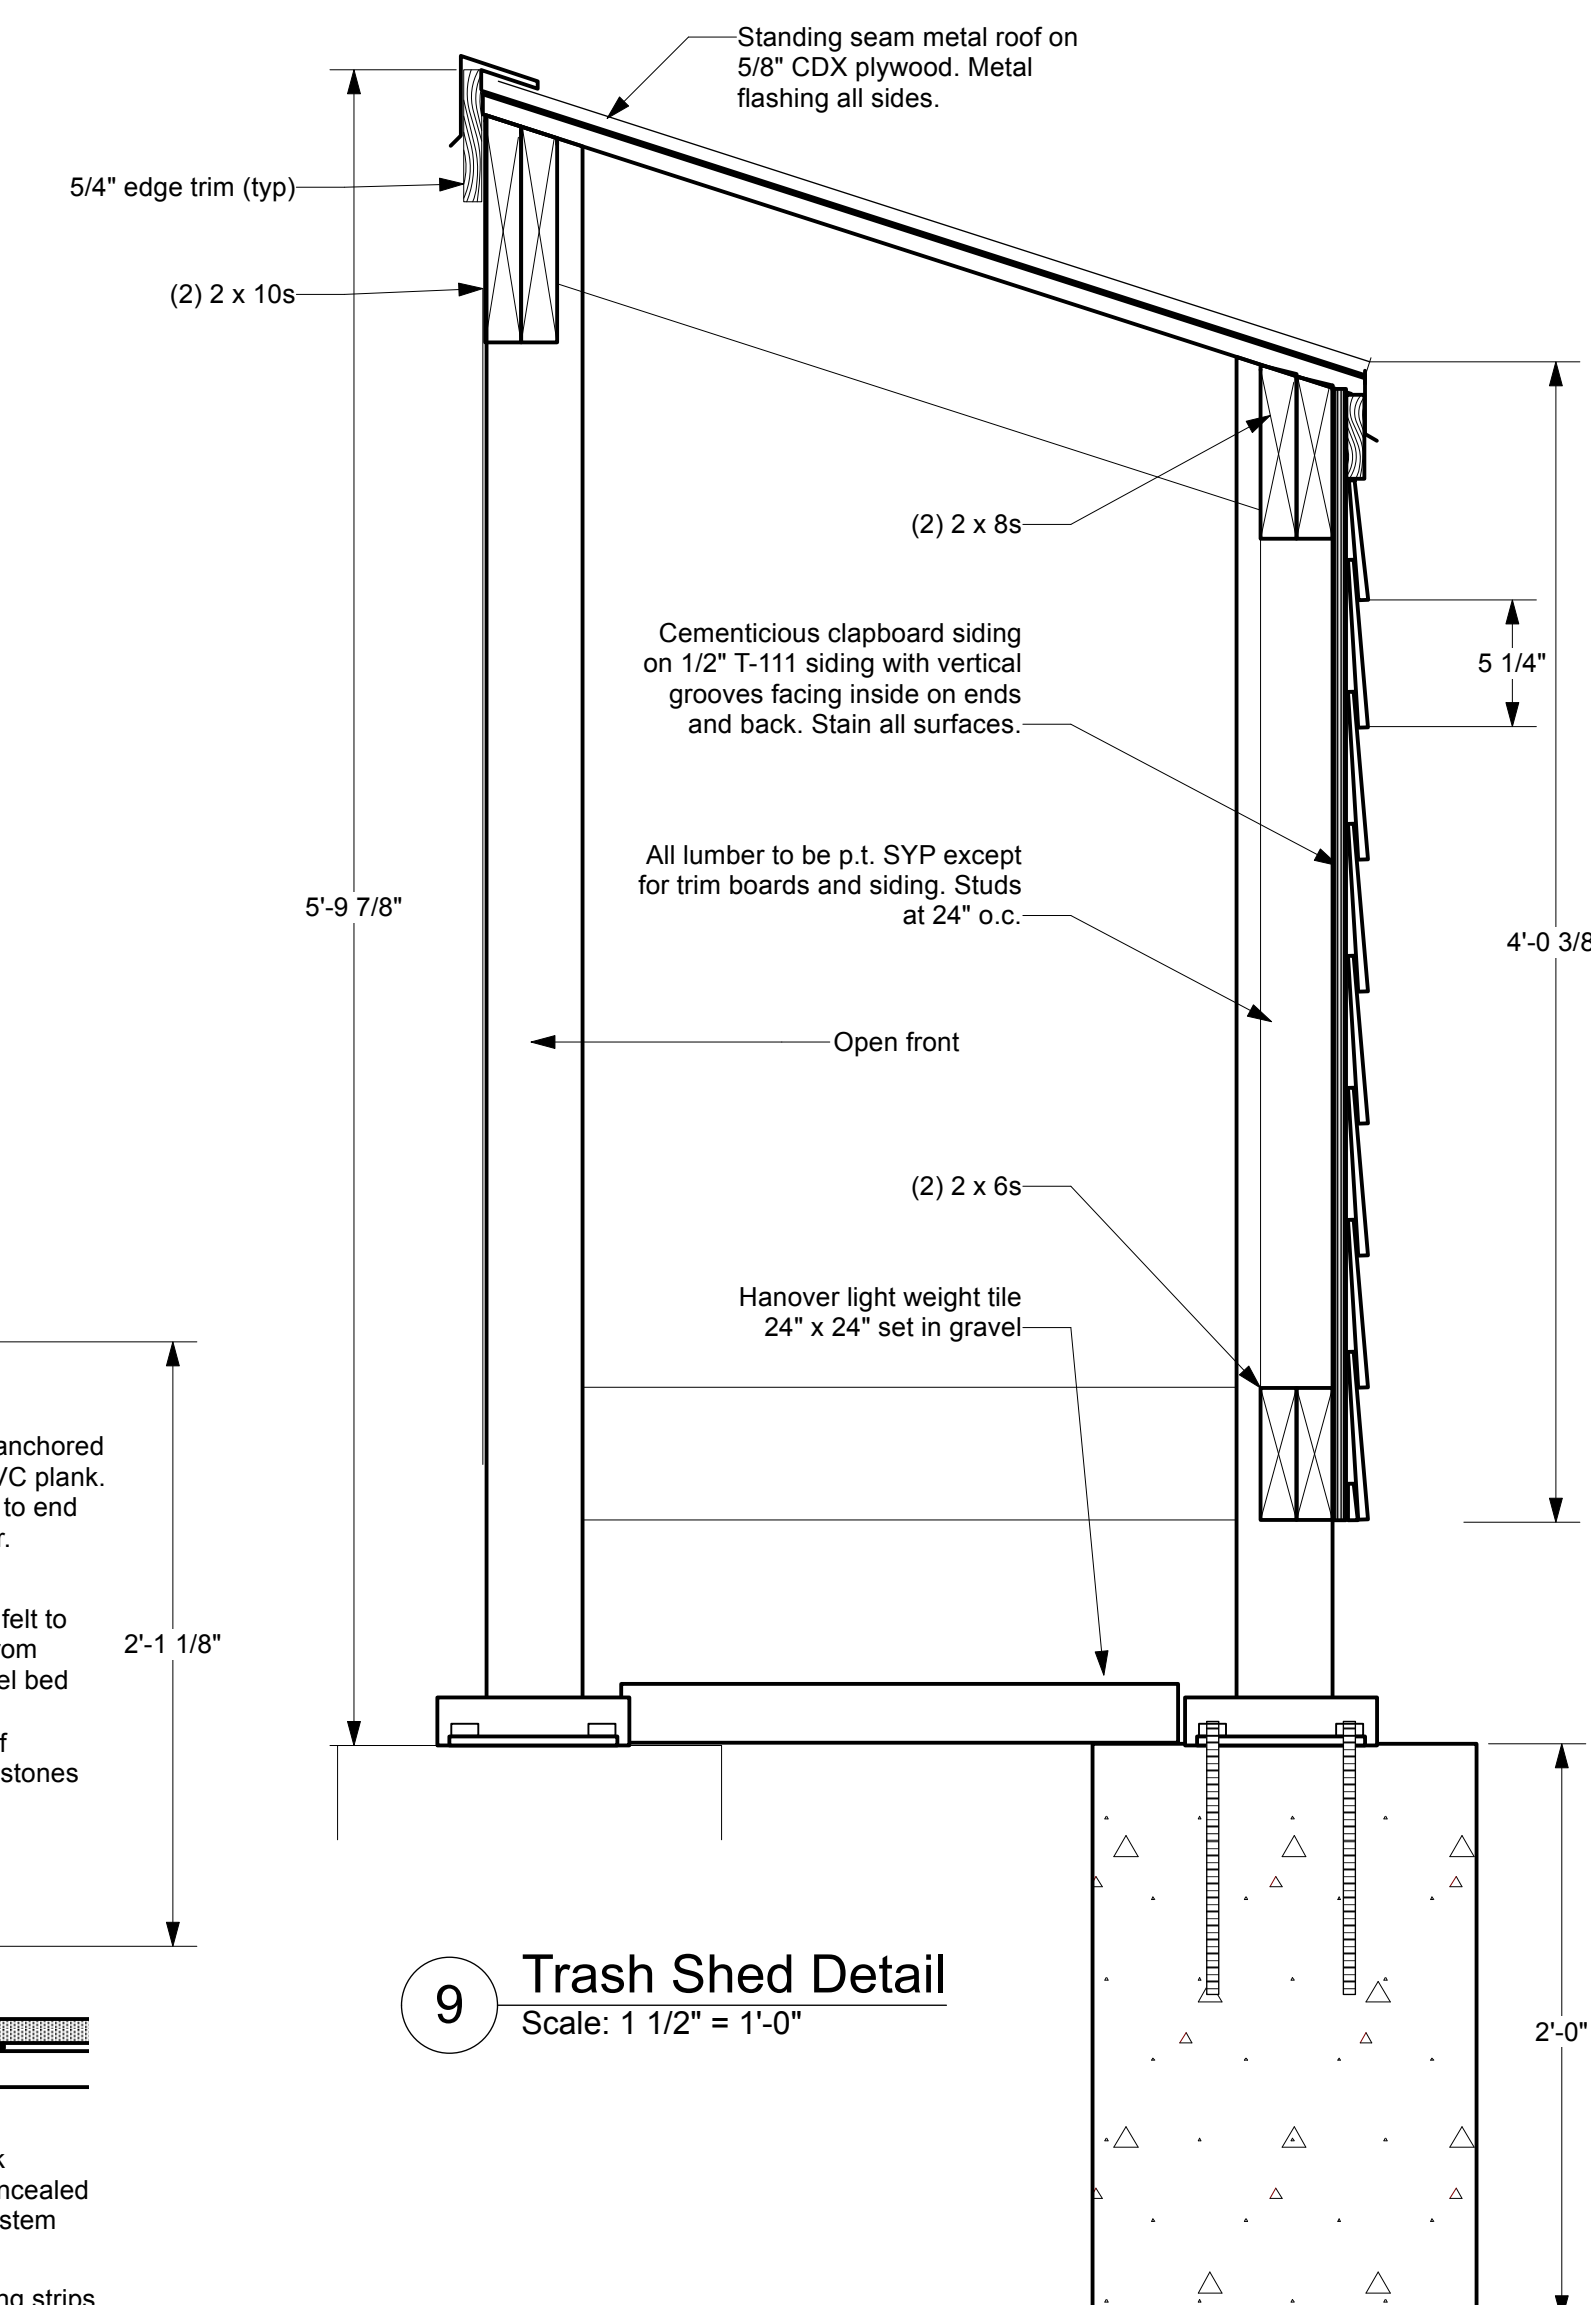 Standing seam metal roof on
5/8" CDX plywood. Metal
flashing all sides.
5/4" edge trim (typ)
(2) 2 x 10s
(2) 2 x 8s
Cementicious clapboard siding
on 1/2" T-111 siding with vertical
grooves facing inside on ends
and back. Stain all surfaces.
5 1/4"
All lumber to be p.t. SYP except
for trim boards and siding. Studs
at 24" o.c.
5'-9 7/8"
4'-0 3/8
Open front
(2) 2 x 6s
Hanover light weight tile
24" x 24" set in gravel
anchored
VC plank.
to end
felt to
2'-1 1/8"
bed
stones
9
Trash Shed Detail
Scale: 1 1/2" = 1'-0"
2'-0"
strips